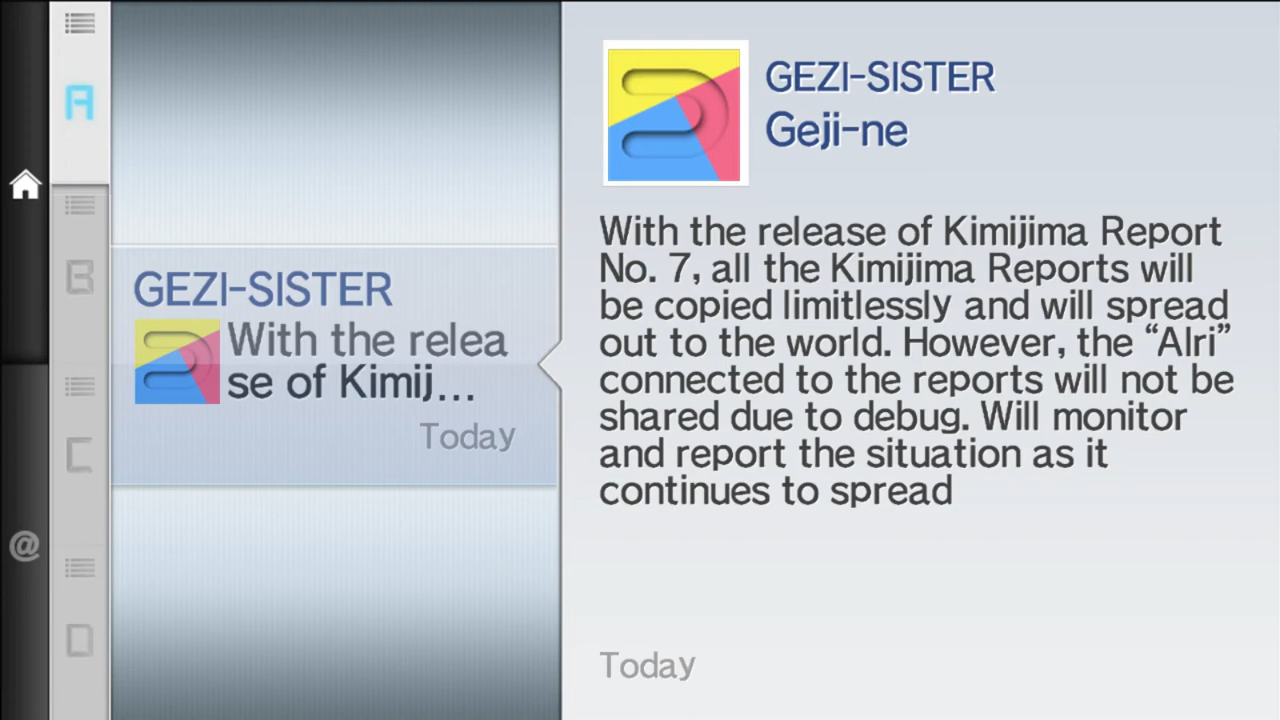 A
B
C
D
@
GEZI-SISTER
With the relea
se of Kimij...
Today
GEZI-SISTER
Geji-ne
With the release of Kimijima Report
No. 7, all the Kimijima Reports will
be copied limitlessly and will spread
out to the world. However, the “Alri”
connected to the reports will not be
shared due to debug. Will monitor
and report the situation as it
continues to spread
Today